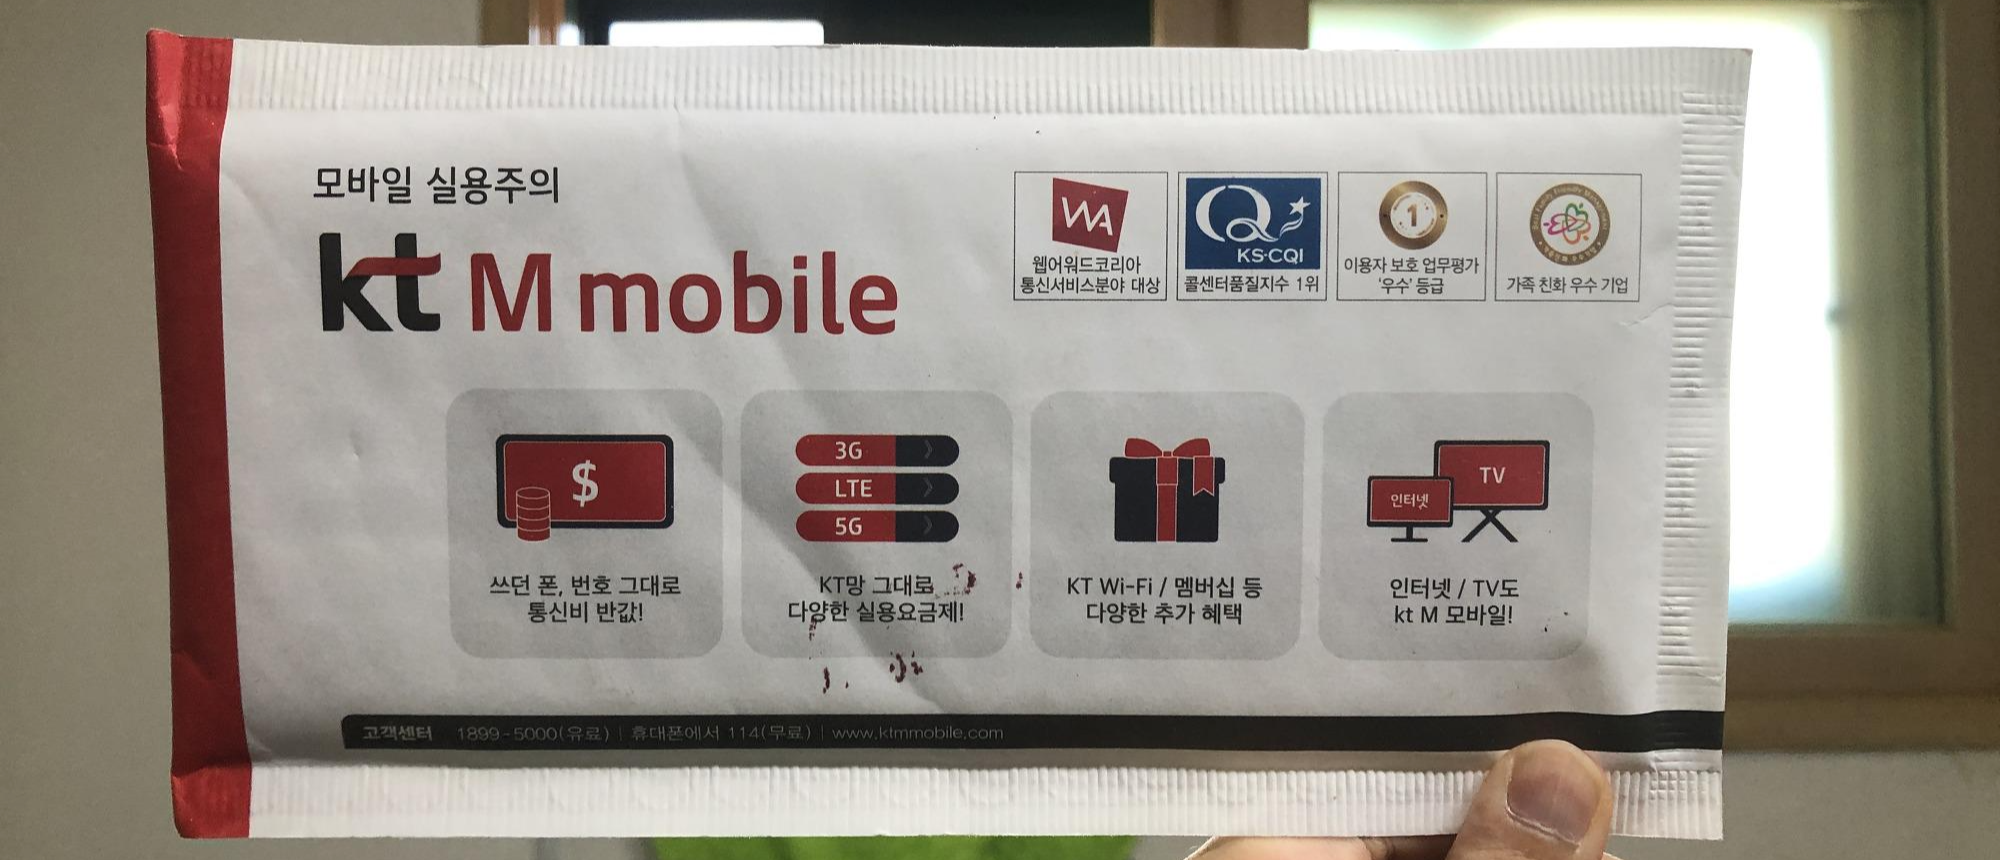 모바일 실용주의
kt M mobile
WA
웹어워드코리아
통신서비스분야 대상
Q
KS-CQI
콜센터품질지수 1위
1
이용자 보호 업무평가
'우수' 등급
가족 친화 우수 기업
$
쓰던 폰, 번호 그대로
통신비 반값!
3G
LTE
5G
KT망 그대로
다양한 실용요금제!
KT Wi-Fi / 멤버십 등
다양한 추가 혜택
인터넷
TV
인터넷 / TV도
kt M 모바일!
고객센터 1899-5000(유료) | 휴대폰에서 114(무료) | www.ktmmobile.com